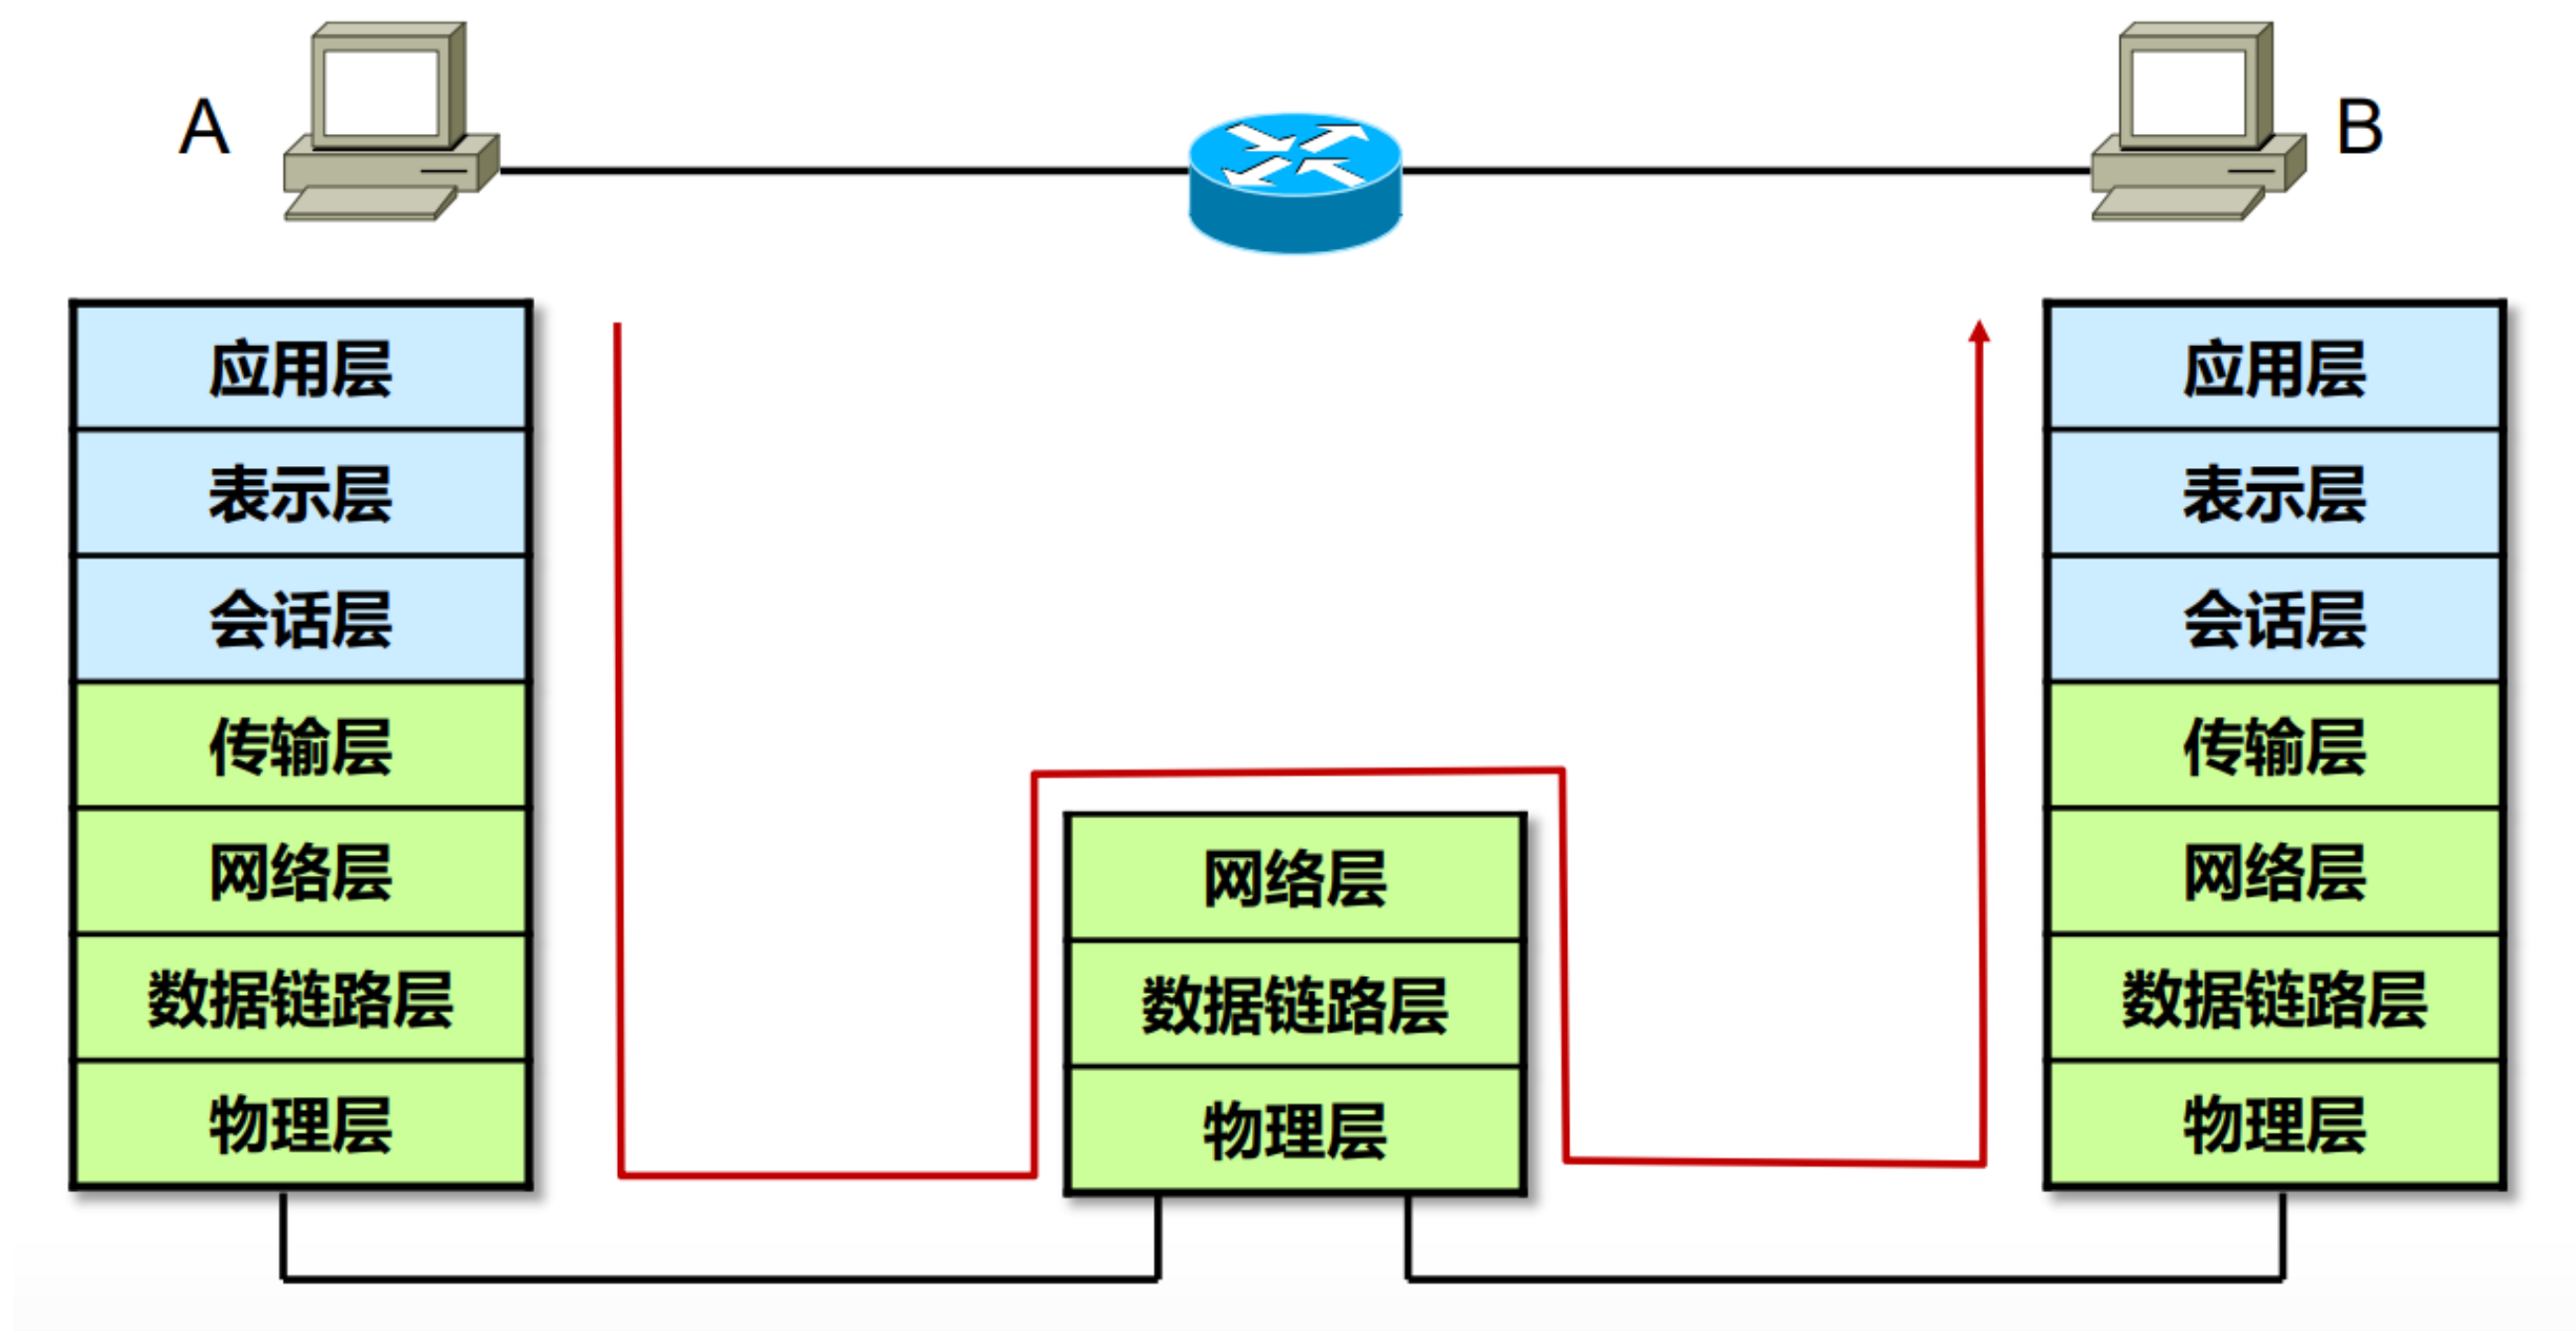 A
B
应用层
表示层
会话层
传输层
网络层
数据链路层
物理层
网络层
数据链路层
物理层
应用层
表示层
会话层
传输层
网络层
数据链路层
物理层